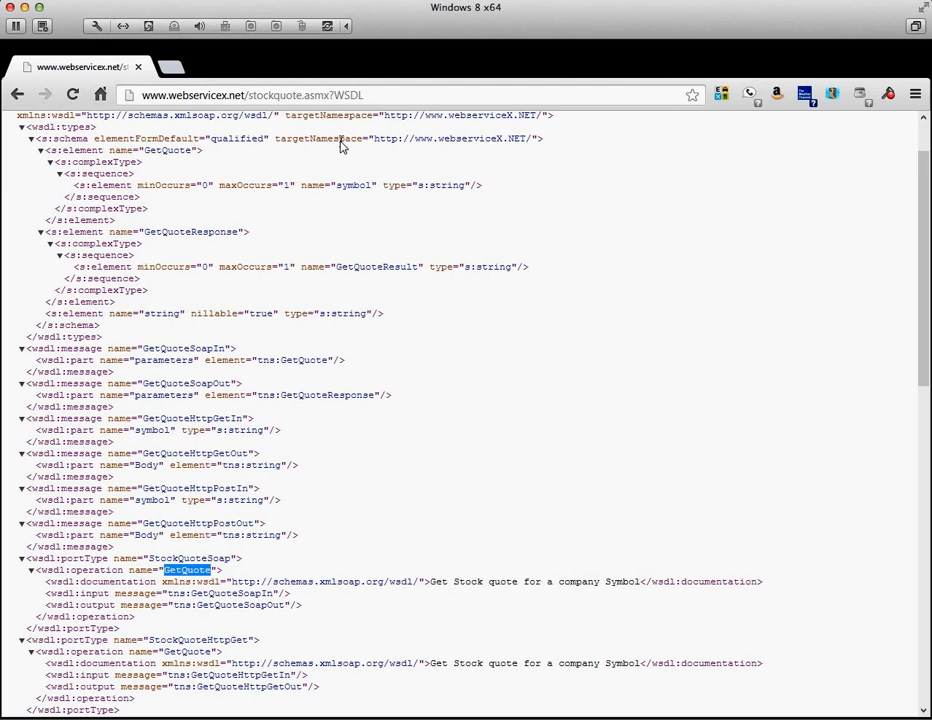 Windows 8 x64
www.webservicex.net/st
www.webservicex.net/stockquote.asmx?WSDL
xmlns:wsdl="http://schemas.xmlsoap.org/wsdl/" targetNamespace="http://www.webserviceX.NET/">
▼<wsdl:types>
▼<s:schema elementFormDefault="qualified" targetNamespace="http://www.webserviceX.NET/">
▼<s:element name="GetQuote">
▼<s:complexType>
▼<s:sequence>
<s:element minOccurs="0" maxOccurs="1" name="symbol" type="s:string"/>
</s:sequence>
</s:complexType>
</s:element>
▼<s:element name="GetQuoteResponse">
▼<s:complexType>
▼<s:sequence>
<s:element minOccurs="0" maxOccurs="1" name="GetQuoteResult" type="s:string"/>
</s:sequence>
</s:complexType>
</s:element>
<s:element name="string" nillable="true" type="s:string"/>
</s:schema>
</wsdl:types>
▼<wsdl:message name="GetQuoteSoapIn">
<wsdl:part name="parameters" element="tns:GetQuote"/>
</wsdl:message>
▼<wsdl:message name="GetQuoteSoapOut">
<wsdl:part name="parameters" element="tns:GetQuoteResponse"/>
</wsdl:message>
▼<wsdl:message name="GetQuoteHttpGetIn">
<wsdl:part name="symbol" type="s:string"/>
</wsdl:message>
▼<wsdl:message name="GetQuoteHttpGetOut">
<wsdl:part name="Body" element="tns:string"/>
</wsdl:message>
▼<wsdl:message name="GetQuoteHttpPostIn">
<wsdl:part name="symbol" type="s:string"/>
</wsdl:message>
▼<wsdl:message name="GetQuoteHttpPostOut">
<wsdl:part name="Body" element="tns:string"/>
</wsdl:message>
▼<wsdl:portType name="StockQuoteSoap">
▼<wsdl:operation name="GetQuote">
<wsdl:documentation xmlns:wsdl="http://schemas.xmlsoap.org/wsdl/">Get Stock quote for a company Symbol</wsdl:documentation>
<wsdl:input message="tns:GetQuoteSoapIn"/>
<wsdl:output message="tns:GetQuoteSoapOut"/>
</wsdl:operation>
</wsdl:portType>
▼<wsdl:portType name="StockQuoteHttpGet">
▼<wsdl:operation name="GetQuote">
<wsdl:documentation xmlns:wsdl="http://schemas.xmlsoap.org/wsdl/">Get Stock quote for a company Symbol</wsdl:documentation>
<wsdl:input message="tns:GetQuoteHttpGetIn"/>
<wsdl:output message="tns:GetQuoteHttpGetOut"/>
</wsdl:operation>
</wsdl:portType>